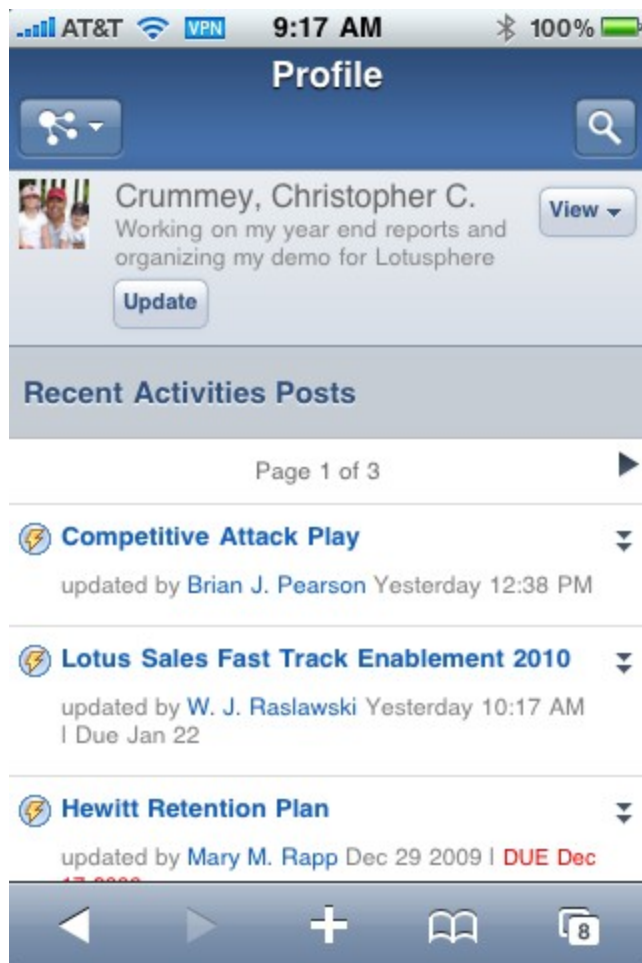 AT&T VPN 9:17 AM 100%
Profile
Crummey, Christopher C.
View
Working on my year end reports and
organizing my demo for Lotusphere
Update
Recent Activities Posts
Page 1 of 3
Competitive Attack Play
updated by Brian J. Pearson Yesterday 12:38 PM
Lotus Sales Fast Track Enablement 2010
updated by W. J. Raslawski Yesterday 10:17 AM
| Due Jan 22
Hewitt Retention Plan
updated by Mary M. Rapp Dec 29 2009 | DUE Dec
8